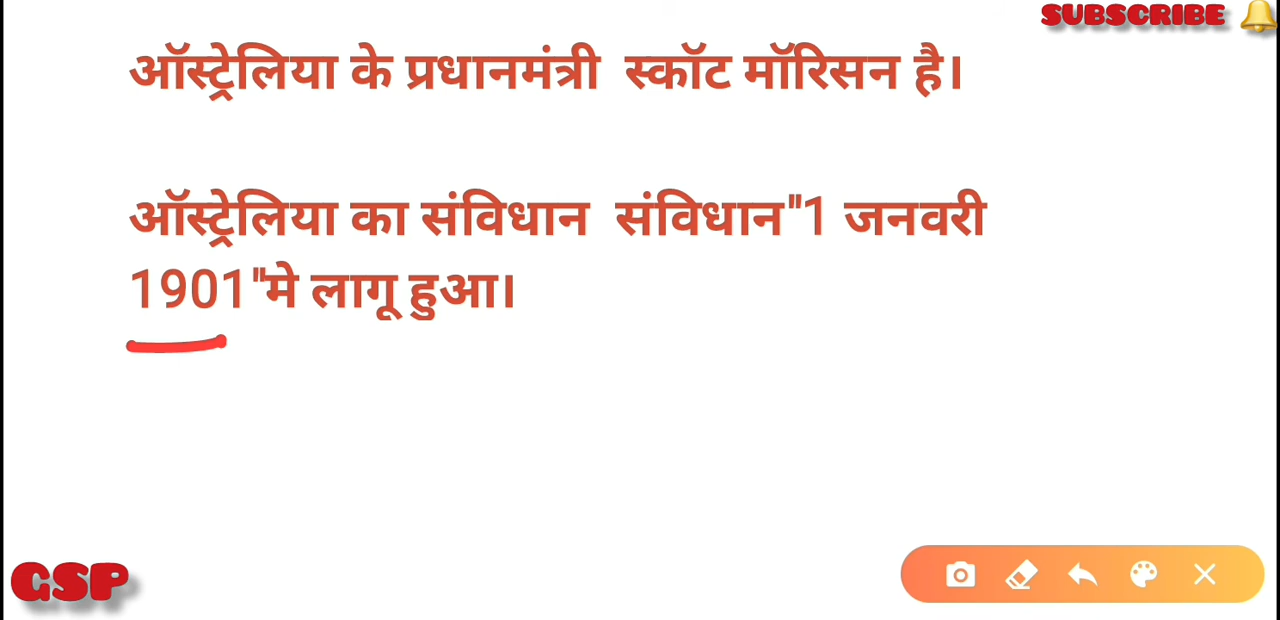 SUBSCRIBE
ऑस्ट्रेलिया के प्रधानमंत्री स्कॉट मॉरिसन है।
ऑस्ट्रेलिया का संविधान संविधान"1 जनवरी
1901"मे लागू हुआ।
GSP